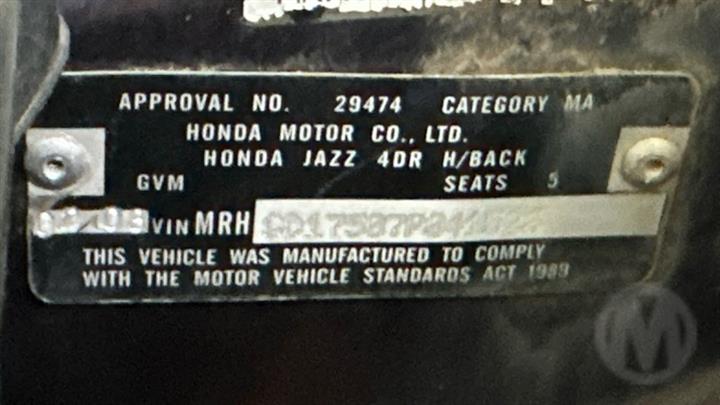 APPROVAL NO. 29474 CATEGORY MA
HONDA MOTOR CO., LTD.
HONDA JAZZ 4DR H/BACK
GVM SEATS 5
VIN MRH
THIS VEHICLE WAS MANUFACTURED TO COMPLY
WITH THE MOTOR VEHICLE STANDARDS ACT 1989
M